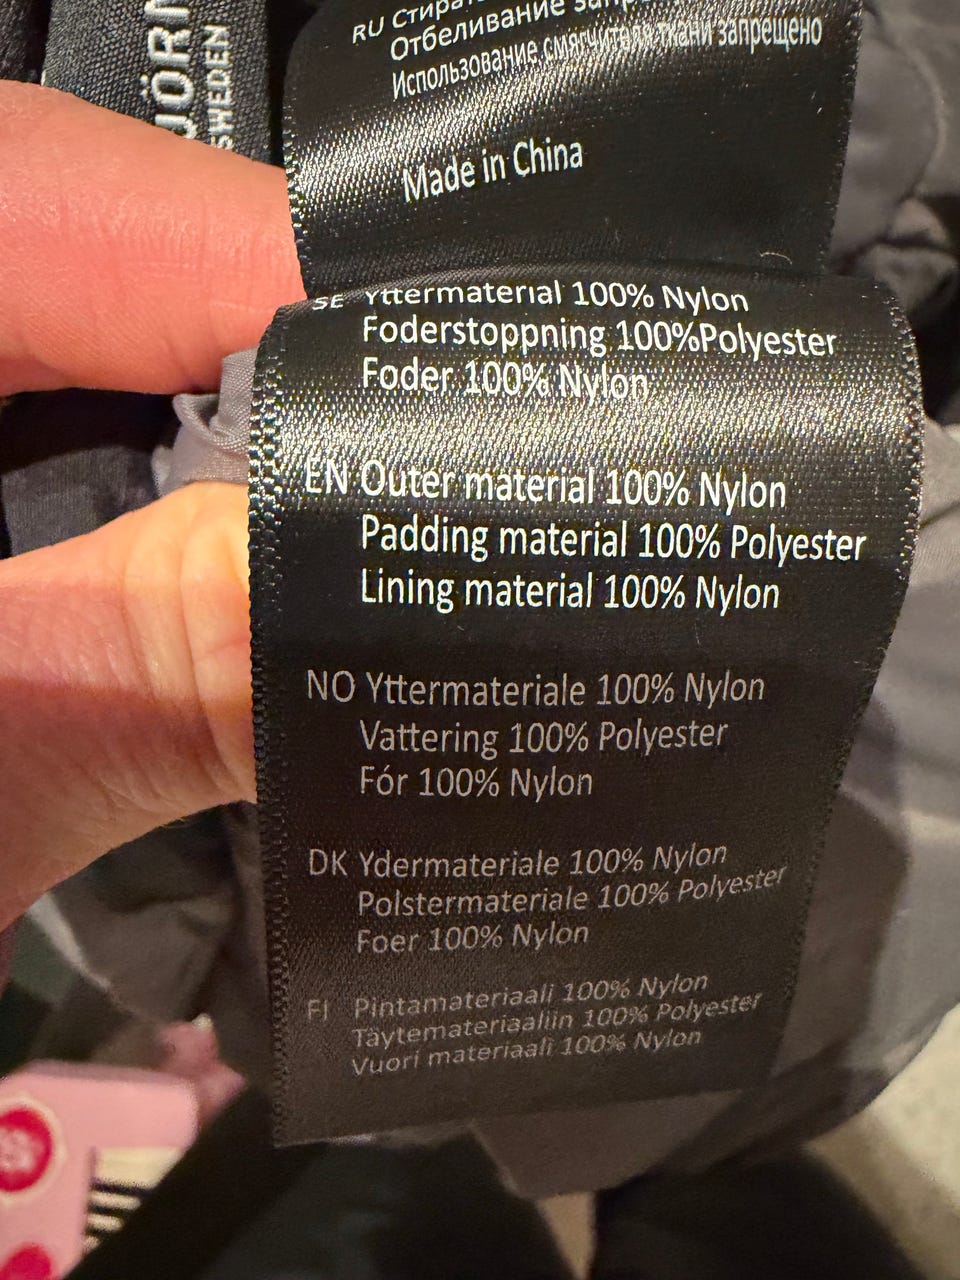 SWEDEN
RU
Отбеливание
Использование смягчителя ткани запрещено
Made in China
SE Yttermaterial 100% Nylon
Foderstoppning 100%Polyester
Foder 100% Nylon
EN Outer material 100% Nylon
Padding material 100% Polyester
Lining material 100% Nylon
NO Yttermateriale 100% Nylon
Vattering 100% Polyester
Fór 100% Nylon
DK Ydermateriale 100% Nylon
Polstermateriale 100% Polyester
Foer 100% Nylon
FI Pintamateriaali 100% Nylon
Täytemateriaaliin 100% Polyester
Vuori materiaali 100% Nylon